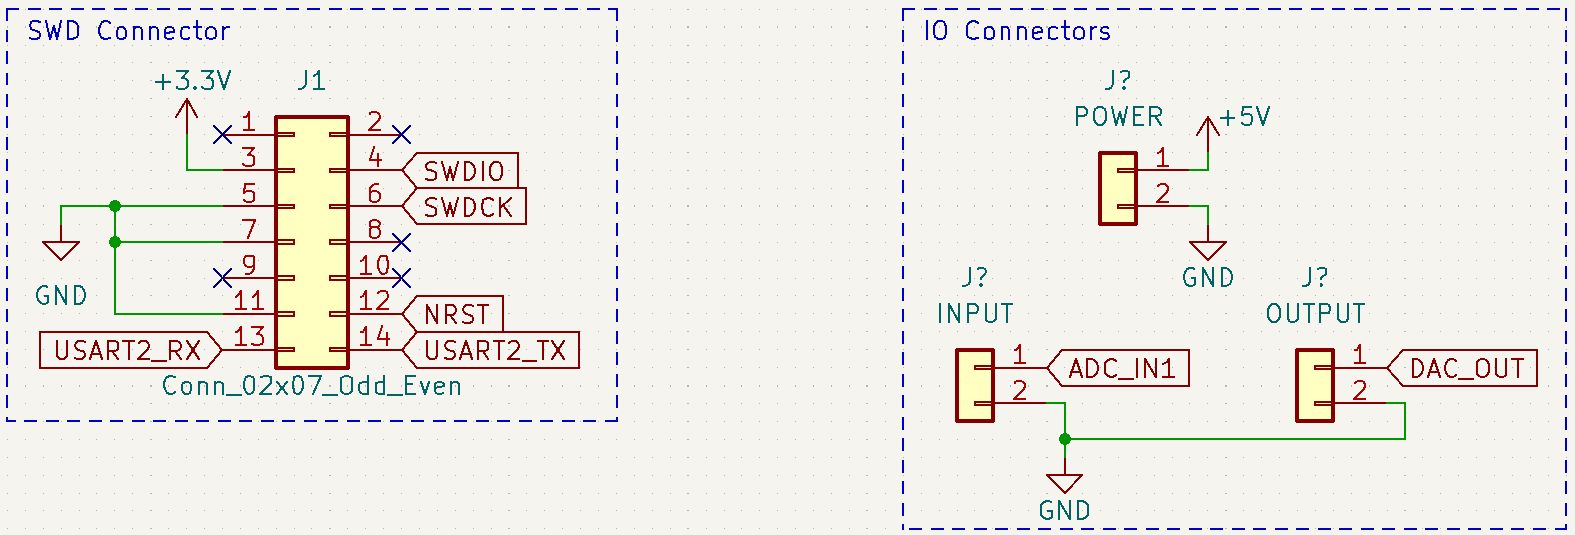 SWD Connector
+3.3V
J1
1
2
3
4
SWDIO
5
6
SWDCK
7
8
9
10
GND
11
12
NRST
USART2_RX
13
14
USART2_TX
Conn_02x07_Odd_Even
IO Connectors
J?
POWER
+5V
1
2
GND
J?
INPUT
1
ADC_IN1
2
GND
J?
OUTPUT
1
DAC_OUT
2